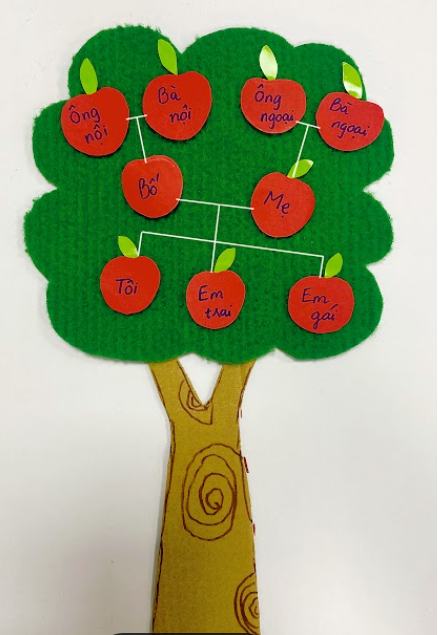 Ông
nội
Bà
nội
Ông
ngoại
Bà
ngoại
Bố
Mẹ
Tôi
Em
trai
Em
gái